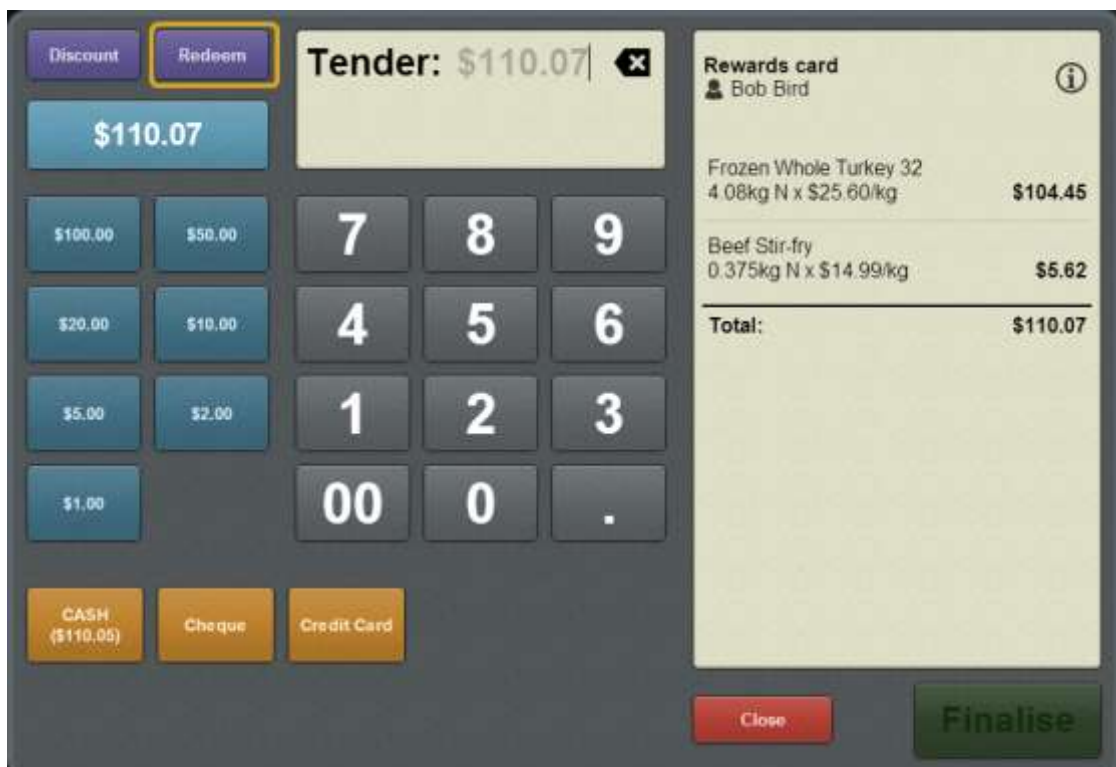 Discount
Redeem
Tender: $110.07
$110.07
$100.00
$50.00
$20.00
$10.00
$5.00
$2.00
$1.00
7
8
9
4
5
6
1
2
3
00
0
.
CASH
($110.05)
Cheque
Credit Card
Rewards card
Bob Bird
Frozen Whole Turkey 32
4.08kg N x $25.60/kg $104.45
Beef Stir-fry
0.375kg N x $14.99/kg $5.62
Total: $110.07
Close
Finalise